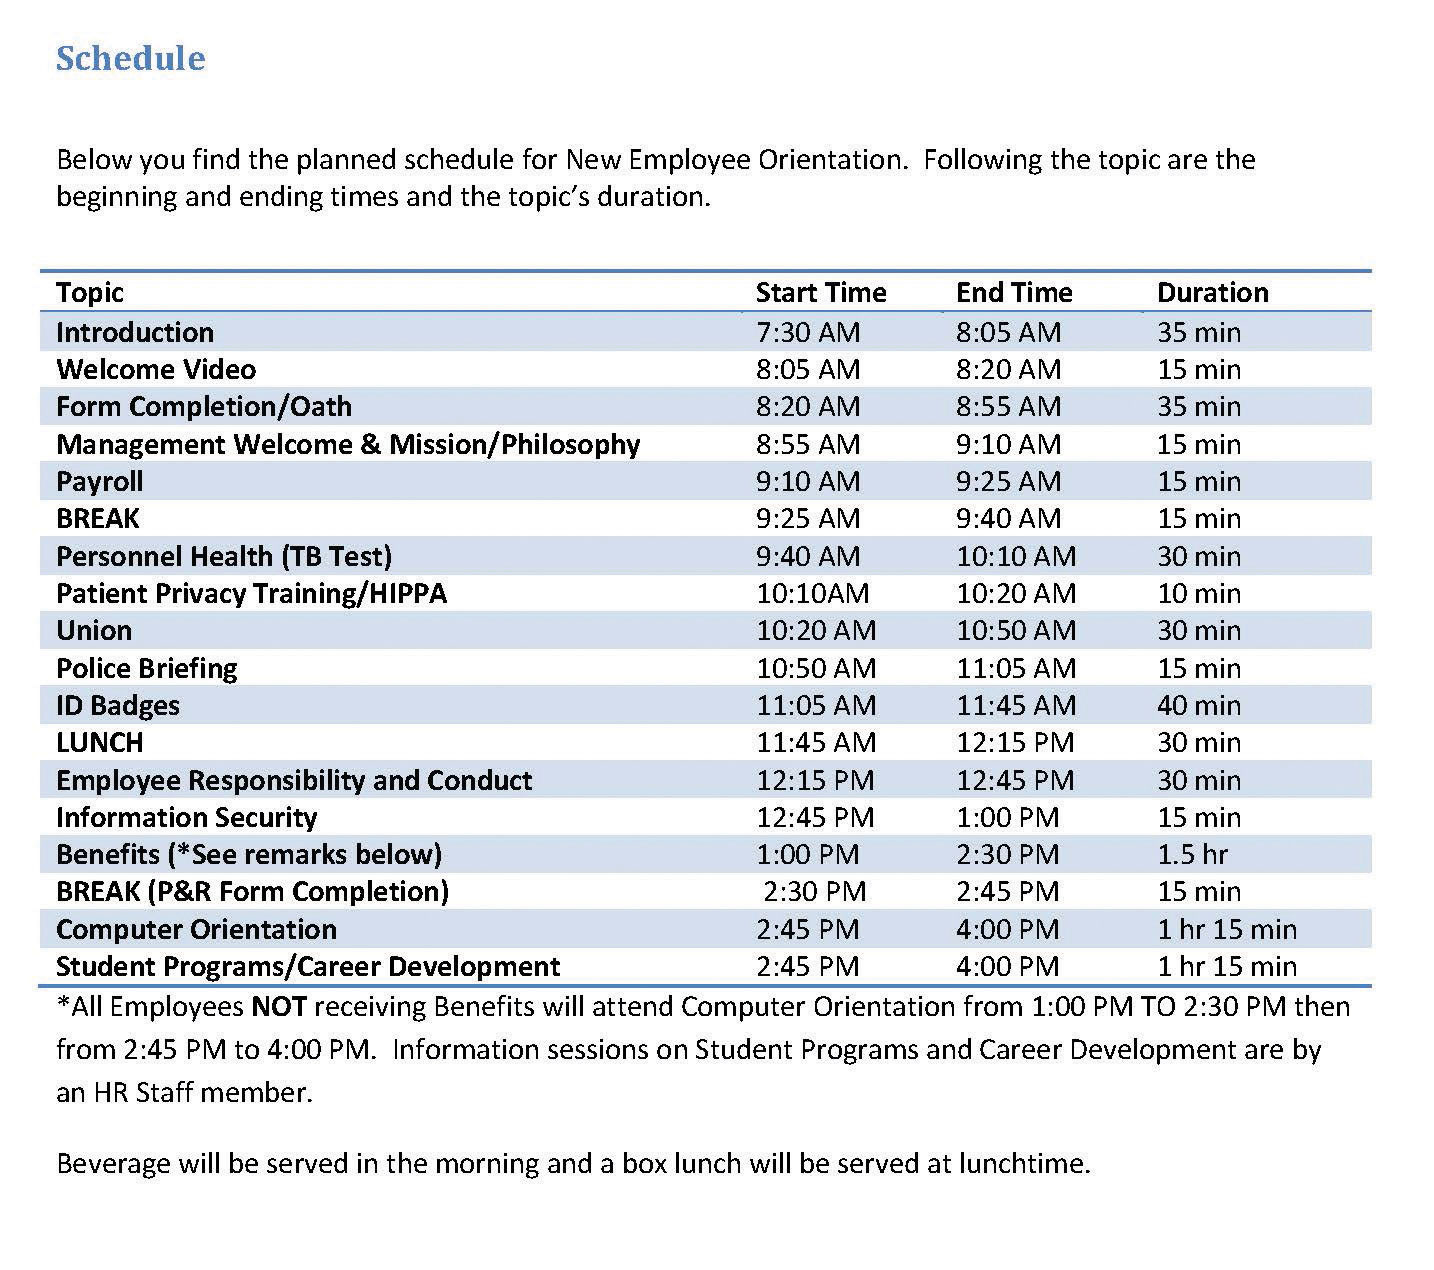 Schedule
Below you find the planned schedule for New Employee Orientation.  Following the topic are the
beginning and ending times and the topic's duration.
Topic Start Time End Time Duration
Introduction 7:30 AM 8:05 AM 35 min
Welcome Video 8:05 AM 8:20 AM 15 min
Form Completion/Oath 8:20 AM 8:55 AM 35 min
Management Welcome & Mission/Philosophy 8:55 AM 9:10 AM 15 min
Payroll 9:10 AM 9:25 AM 15 min
BREAK 9:25 AM 9:40 AM 15 min
Personnel Health (TB Test) 9:40 AM 10:10 AM 30 min
Patient Privacy Training/HIPPA 10:10AM 10:20 AM 10 min
Union 10:20 AM 10:50 AM 30 min
Police Briefing 10:50 AM 11:05 AM 15 min
ID Badges 11:05 AM 11:45 AM 40 min
LUNCH 11:45 AM 12:15 PM 30 min
Employee Responsibility and Conduct 12:15 PM 12:45 PM 30 min
Information Security 12:45 PM 1:00 PM 15 min
Benefits (*See remarks below) 1:00 PM 2:30 PM 1.5 hr
BREAK (P&R Form Completion) 2:30 PM 2:45 PM 15 min
Computer Orientation 2:45 PM 4:00 PM 1 hr 15 min
Student Programs/Career Development 2:45 PM 4:00 PM 1 hr 15 min
*All Employees NOT receiving Benefits will attend Computer Orientation from 1:00 PM TO 2:30 PM then
from 2:45 PM to 4:00 PM.  Information sessions on Student Programs and Career Development are by
an HR Staff member.
Beverage will be served in the morning and a box lunch will be served at lunchtime.